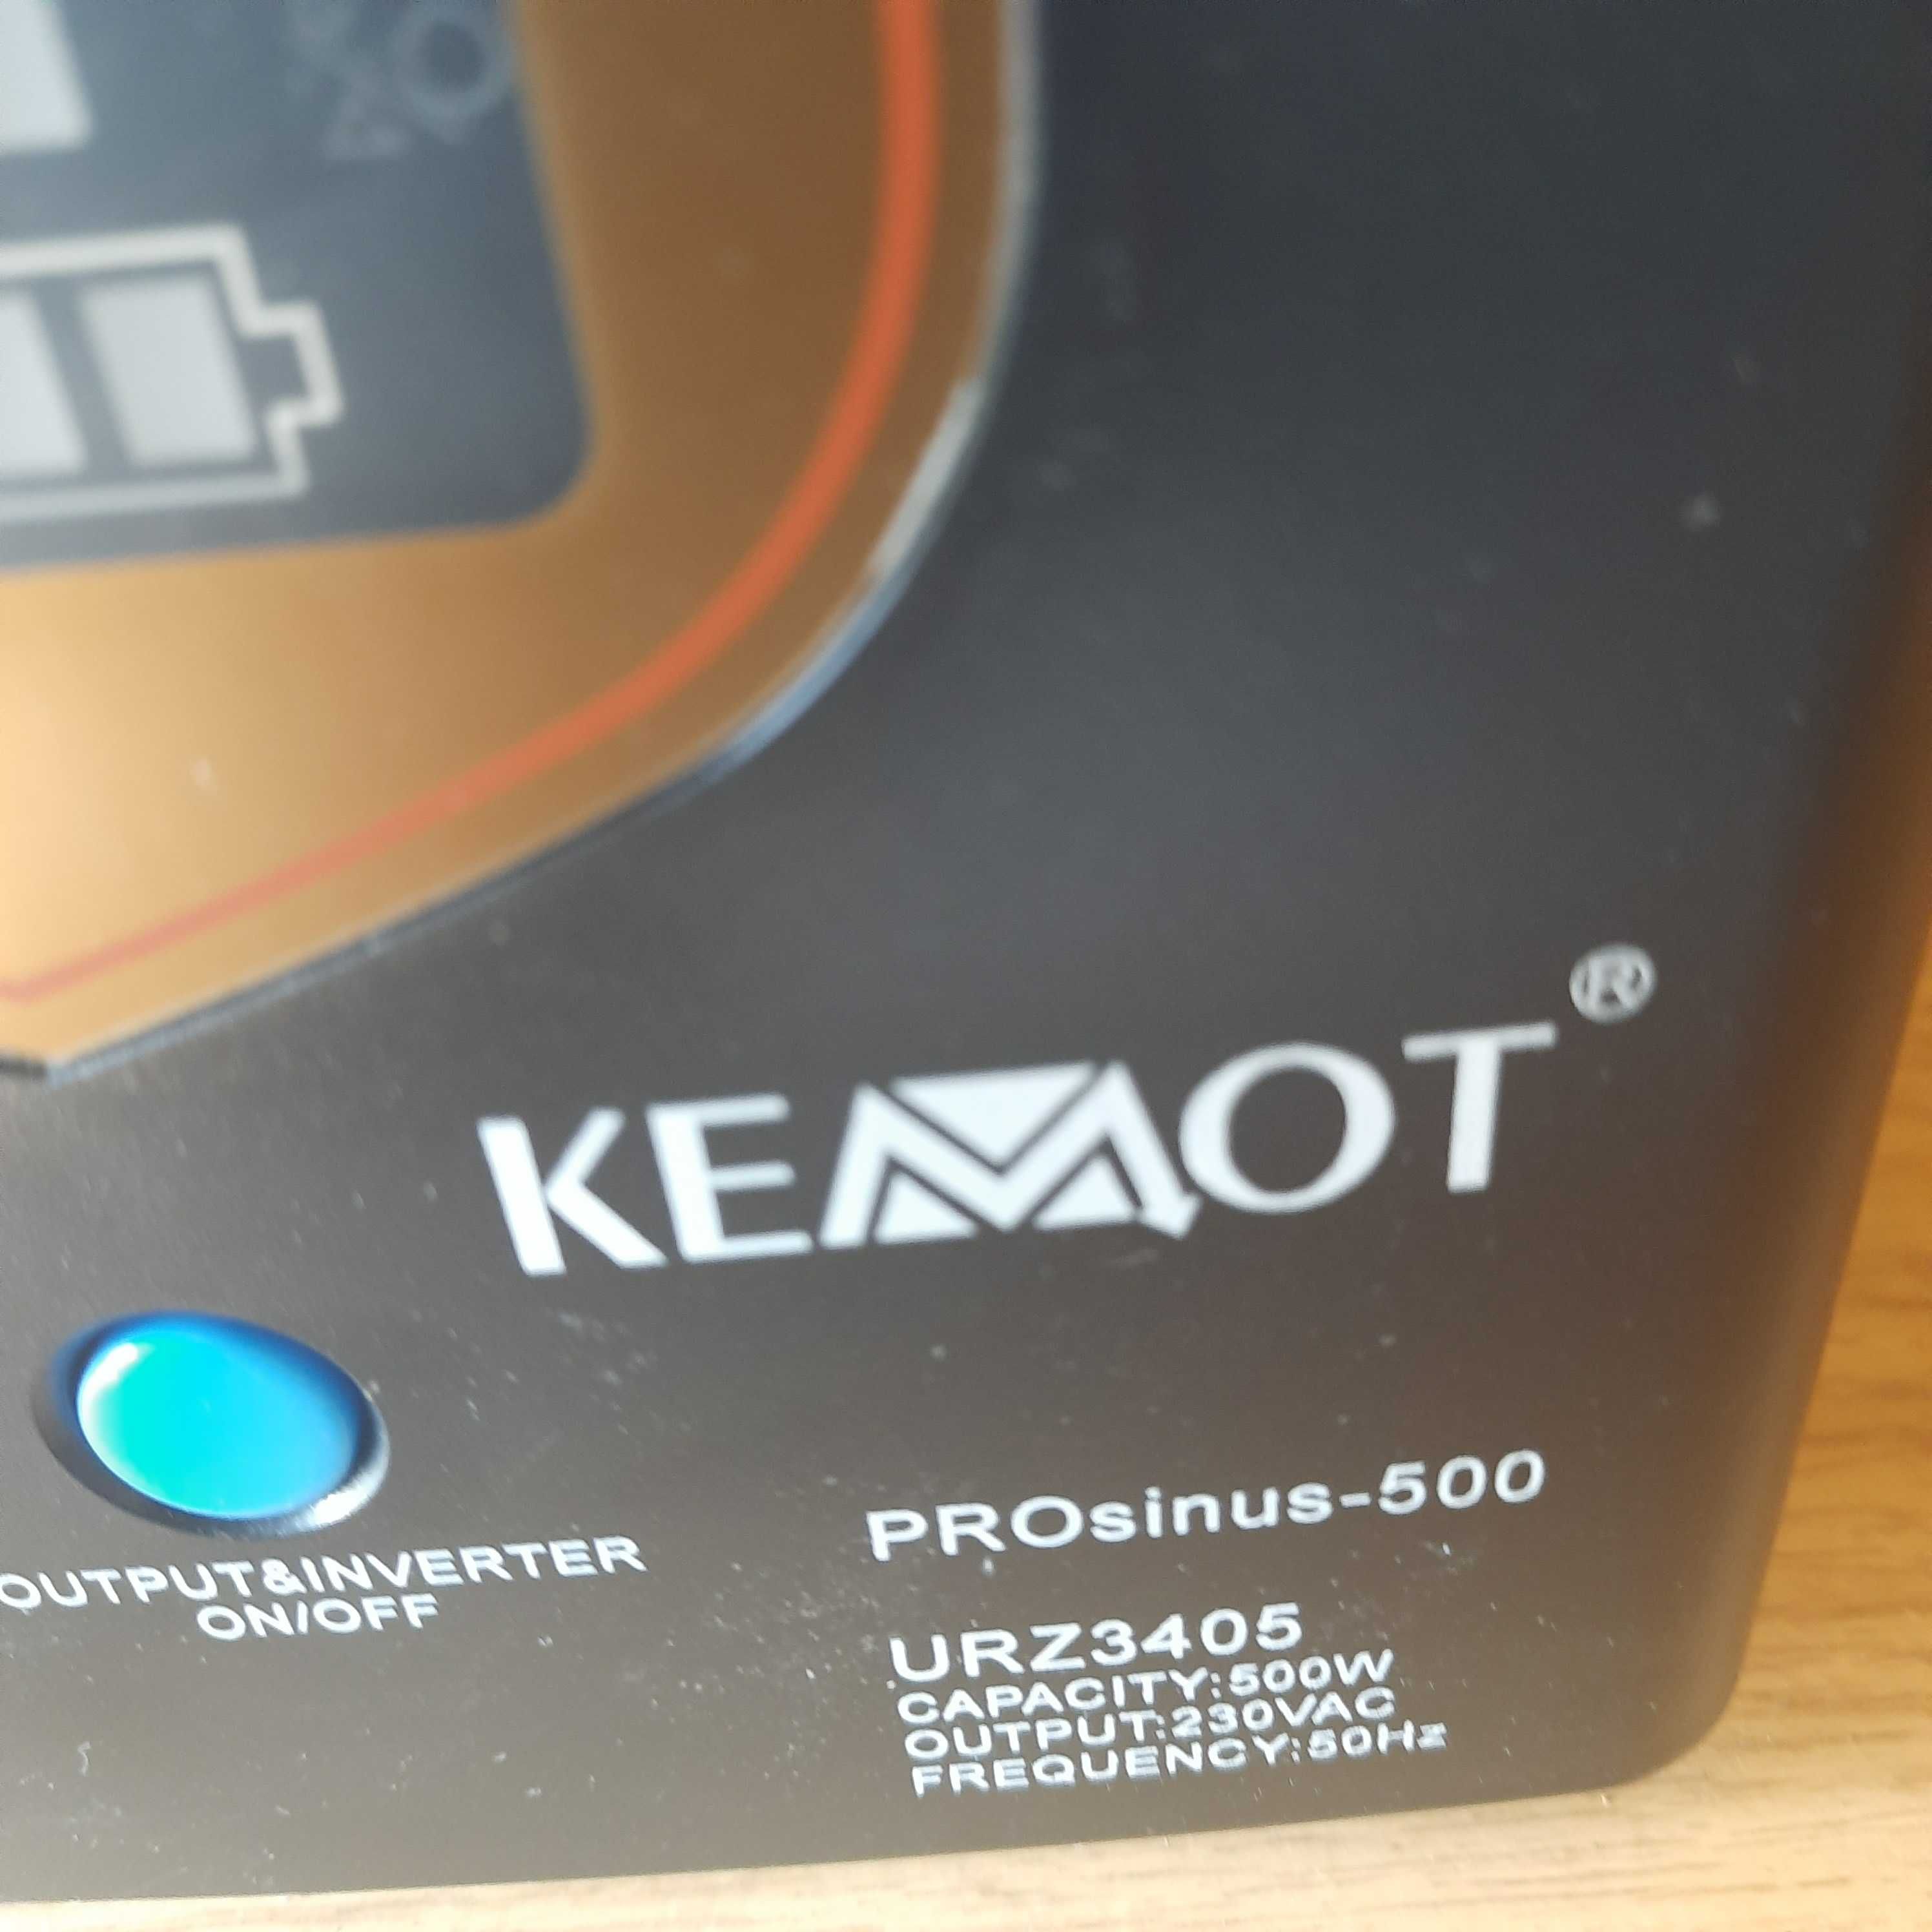 KEMOT®
OUTPUT&INVERTER
ON/OFF
PROsinus-500
URZ3405
CAPACITY:500W
OUTPUT:230VAC
FREQUENCY:50Hz